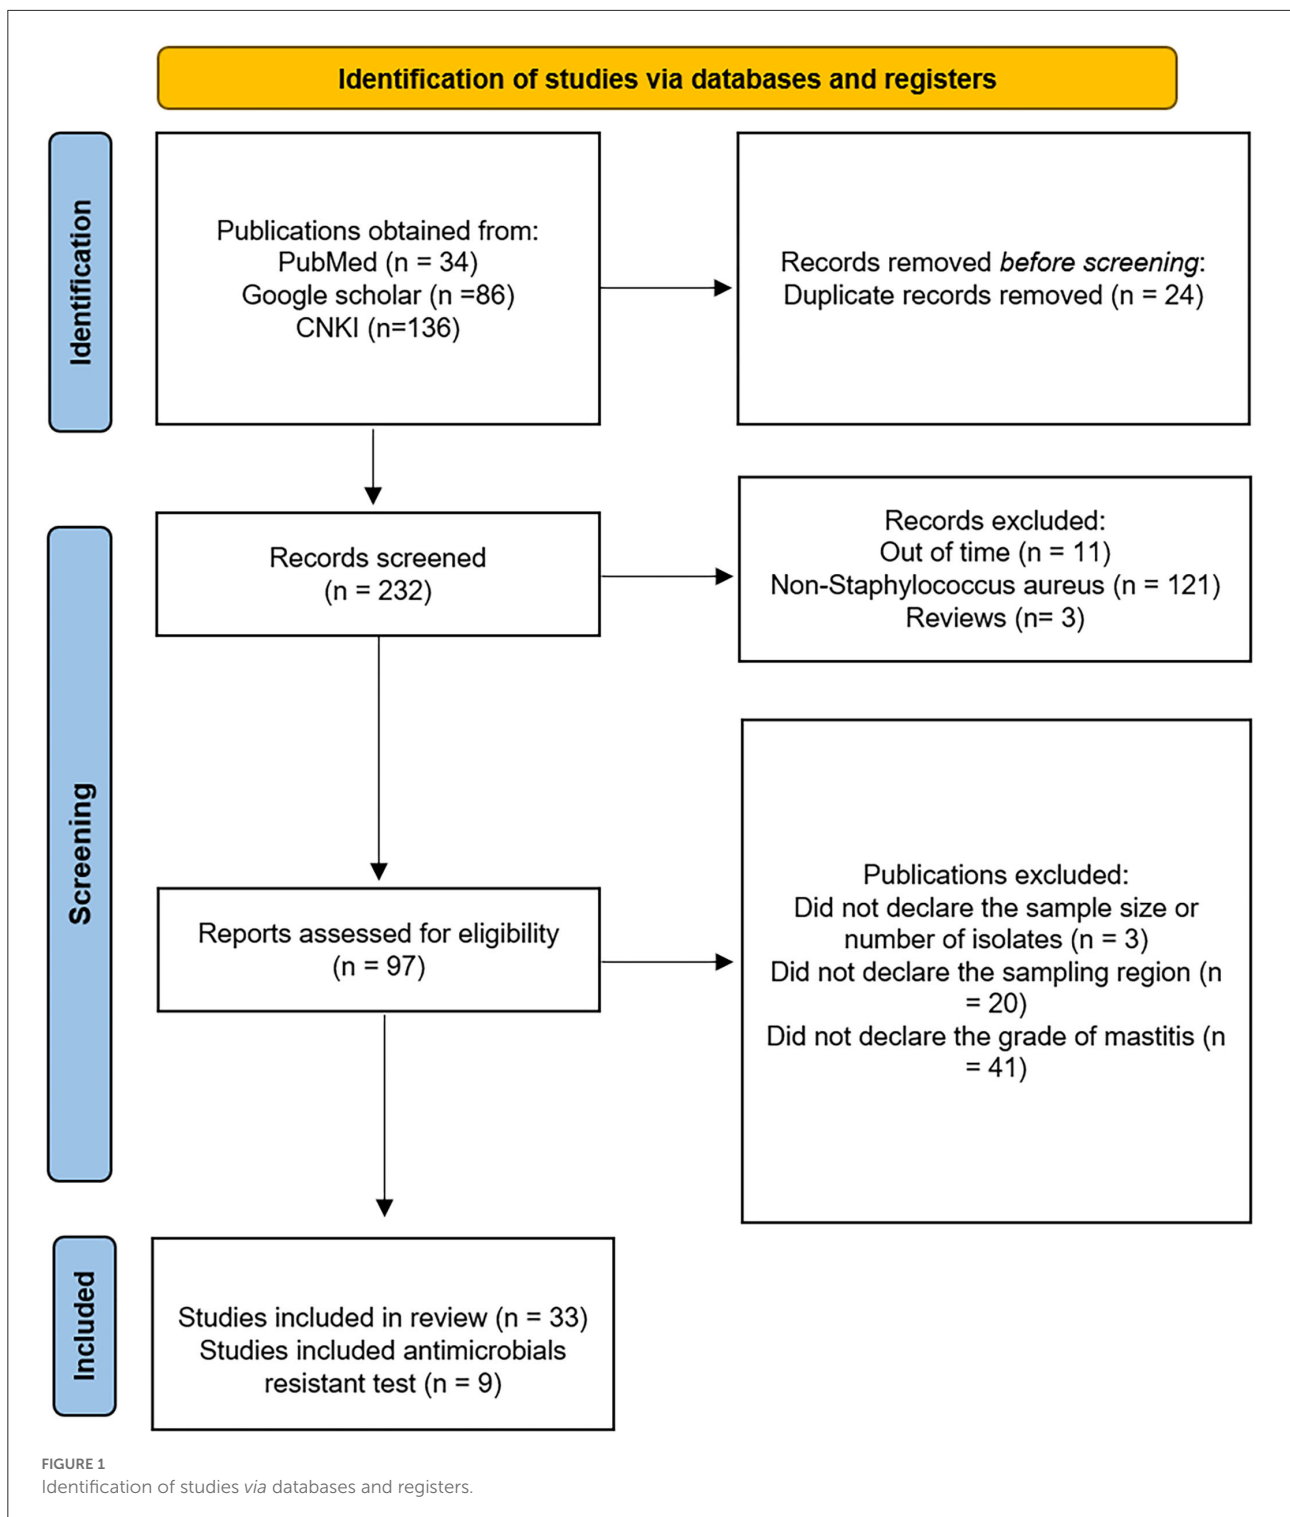 Identification of studies via databases and registers
Identification
Publications obtained from:
PubMed (n = 34)
Google scholar (n =86)
CNKI (n=136)
Records removed before screening:
Duplicate records removed (n = 24)
Screening
Records screened
(n = 232)
Records excluded:
Out of time (n = 11)
Non-Staphylococcus aureus (n = 121)
Reviews (n= 3)
Reports assessed for eligibility
(n = 97)
Publications excluded:
Did not declare the sample size or
number of isolates (n = 3)
Did not declare the sampling region (n
= 20)
Did not declare the grade of mastitis (n
= 41)
Included
Studies included in review (n = 33)
Studies included antimicrobials
resistant test (n = 9)
FIGURE 1
Identification of studies via databases and registers.